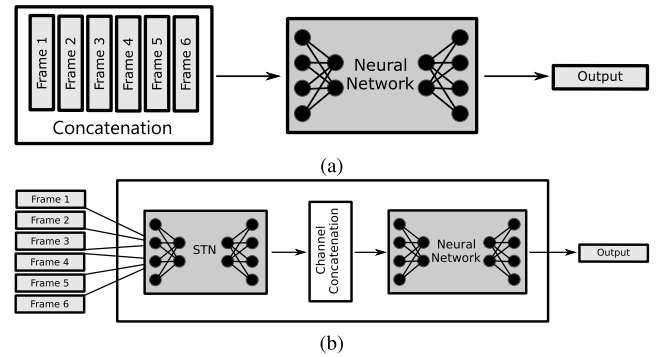 Frame 1
Frame 2
Frame 3
Frame 4
Frame 5
Frame 6
Concatenation
Neural
Network
Output
(a)
Frame 1
Frame 2
Frame 3
Frame 4
Frame 5
Frame 6
STN
Channel
Concatenation
Neural
Network
Output
(b)